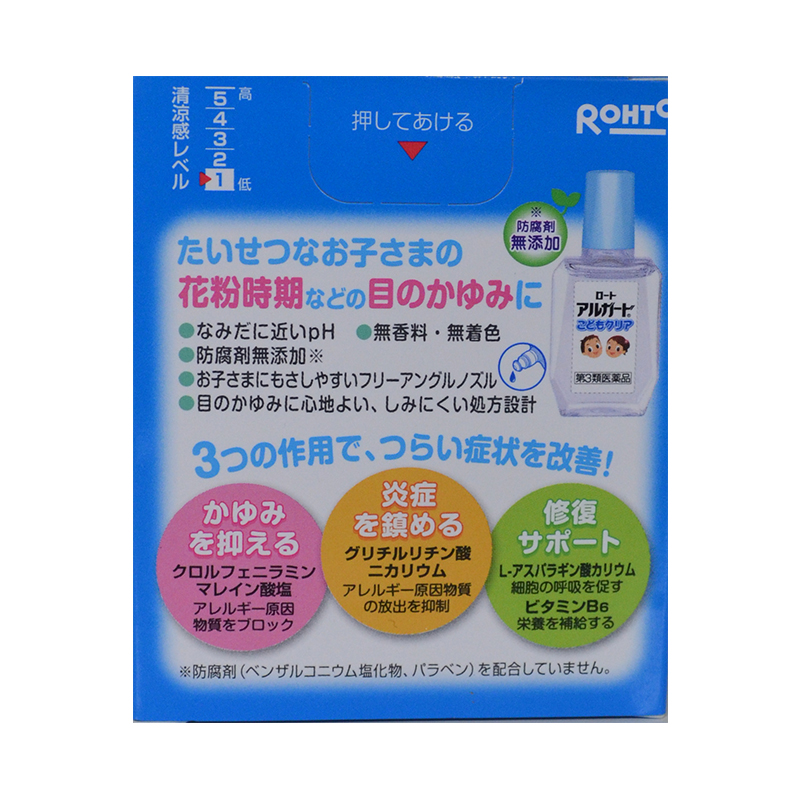 清涼感レベル
高
5
4
3
2
1
低
押してあける
ROHTO
たいせつなお子さまの
花粉時期などの目のかゆみに
●なみだに近いpH ●無香料・無着色
●防腐剤無添加※
●お子さまにもさしやすいフリーアングルノズル
●目のかゆみに心地よい、しみにくい処方設計
※
防腐剤
無添加
ロート
アルガード
こどもクリア
第3類医薬品
3つの作用で、つらい症状を改善!
かゆみ
を抑える
クロルフェニラミン
マレイン酸塩
アレルギー原因
物質をブロック
炎症
を鎮める
グリチルリチン酸
ニカリウム
アレルギー原因物質
の放出を抑制
修復
サポート
L-アスパラギン酸カリウム
細胞の呼吸を促す
ビタミンB6
栄養を補給する
※防腐剤(ベンザルコニウム塩化物、パラベン)を配合していません。